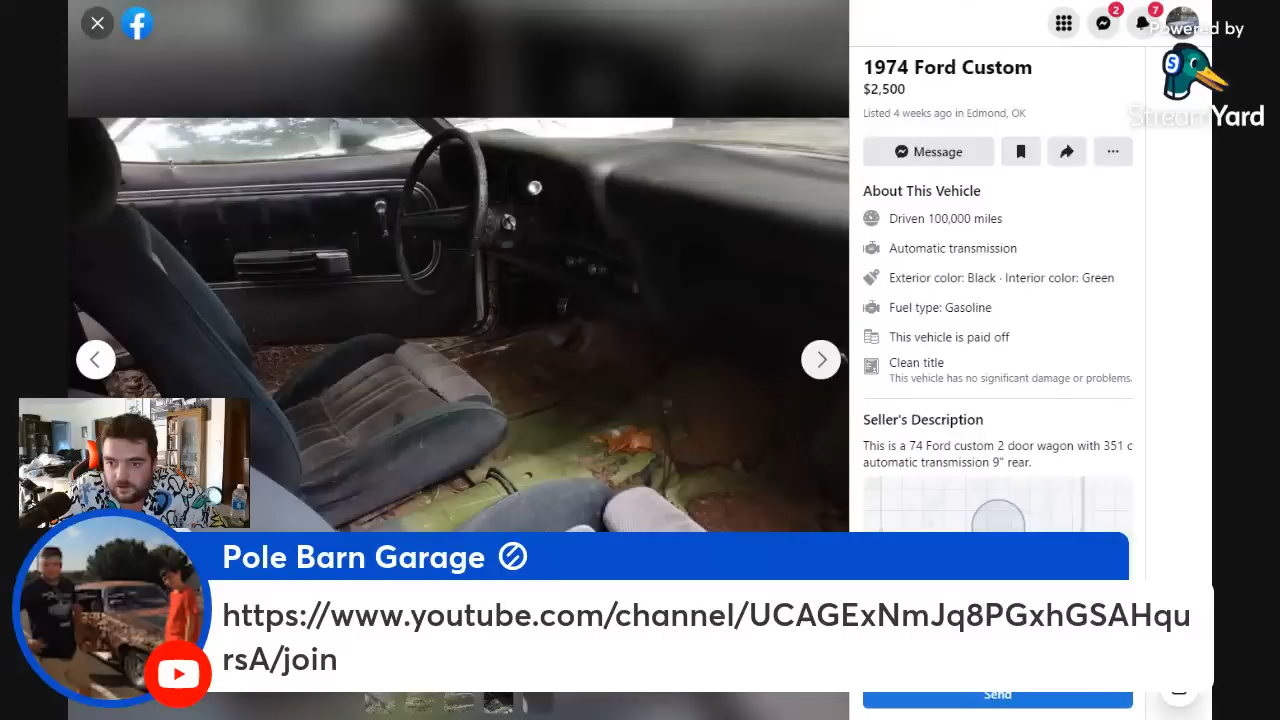 2
7
Powered by
S
StreamYard
1974 Ford Custom
$2,500
Listed 4 weeks ago in Edmond, OK
Message
About This Vehicle
Driven 100,000 miles
Automatic transmission
Exterior color: Black · Interior color: Green
Fuel type: Gasoline
This vehicle is paid off
Clean title
This vehicle has no significant damage or problems.
Seller's Description
This is a 74 Ford custom 2 door wagon with 351 c
automatic transmission 9" rear.
Pole Barn Garage
https://www.youtube.com/channel/UCAGExNmJq8PGxhGSAHqu
rsA/join
Send